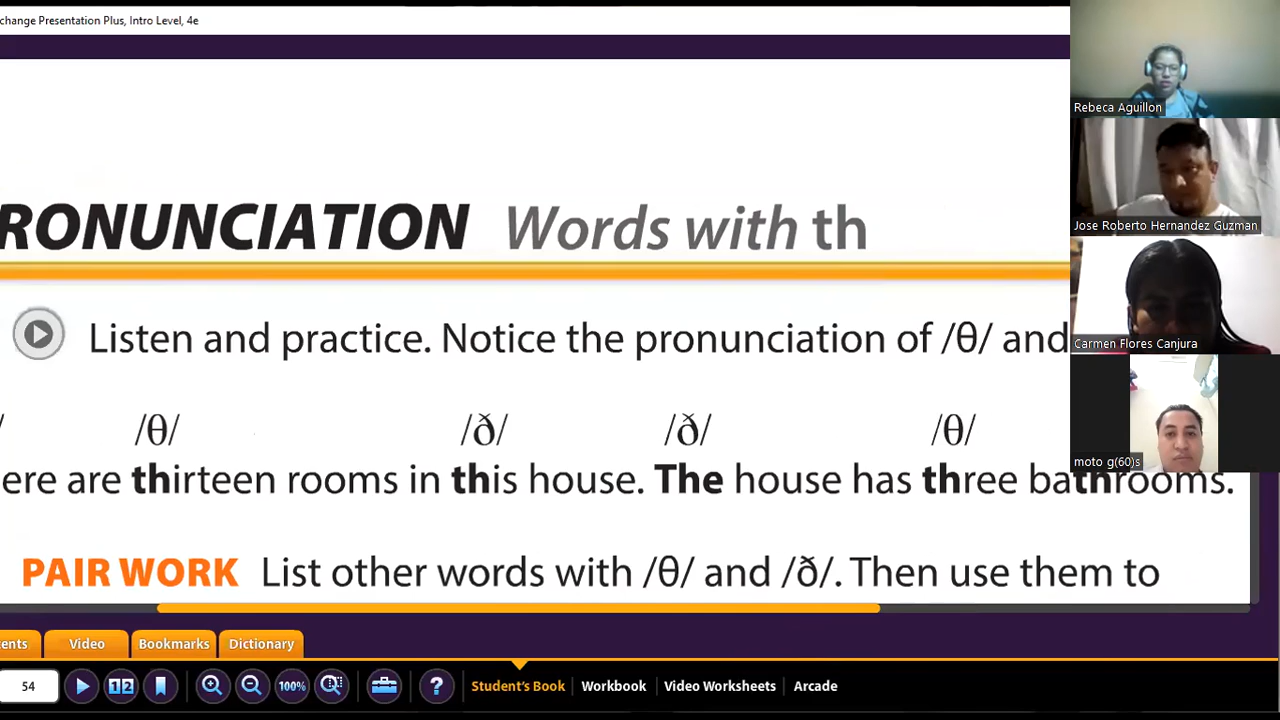 change Presentation Plus, Intro Level, 4e
Rebeca Aguillon
Jose Roberto Hernandez Guzman
Carmen Flores Canjura
moto g(60)s
RONUNCIATION Words with th
Listen and practice. Notice the pronunciation of /θ/ and
/ /θ/ /ð/ /ð/ /θ/
ere are thirteen rooms in this house. The house has three bathrooms.
PAIR WORK List other words with /θ/ and /ð/. Then use them to
ents Video Bookmarks Dictionary
54 12 100% ? Student's Book Workbook Video Worksheets Arcade